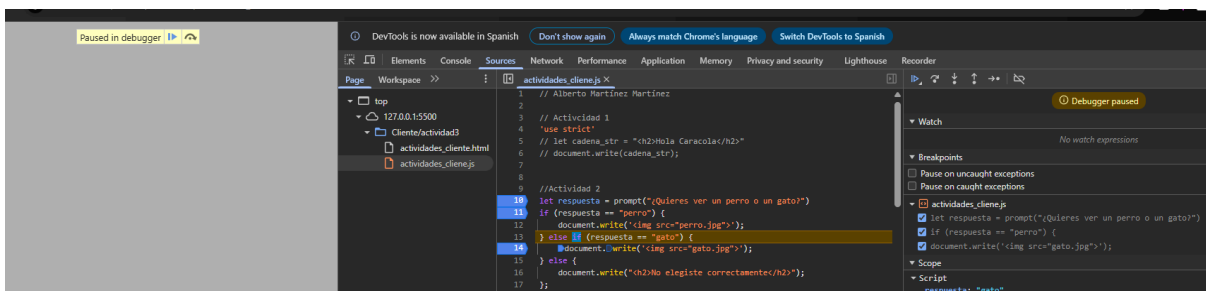 Paused in debugger
DevTools is now available in Spanish Don't show again Always match Chrome's language Switch DevTools to Spanish
Elements Console Sources Network Performance Application Memory Privacy and security Lighthouse Recorder
Page Workspace >> actividades_cliene.js ×
top
127.0.0.1:5500
Cliente/actividad3
actividades_cliente.html
actividades_cliene.js
1 // Alberto Martínez Martínez
2
3 // Activcidad 1
4 'use strict'
5 // let cadena_str = "<h2>Hola Caracola</h2>"
6 // document.write(cadena_str);
7
8
9 //Actividad 2
10 let respuesta = prompt("¿Quieres ver un perro o un gato?")
11 if (respuesta == "perro") {
12 document.write('<img src="perro.jpg">');
13 } else if (respuesta == "gato") {
14 document.write('<img src="gato.jpg">');
15 } else {
16 document.write("<h2>No elegiste correctamente</h2>");
17 };
Debugger paused
Watch
No watch expressions
Breakpoints
Pause on uncaught exceptions
Pause on caught exceptions
actividades_cliene.js
let respuesta = prompt("¿Quieres ver un perro o un gato?")
if (respuesta == "perro") {
document.write('<img src="gato.jpg">');
Scope
Script
respuesta: "gato"